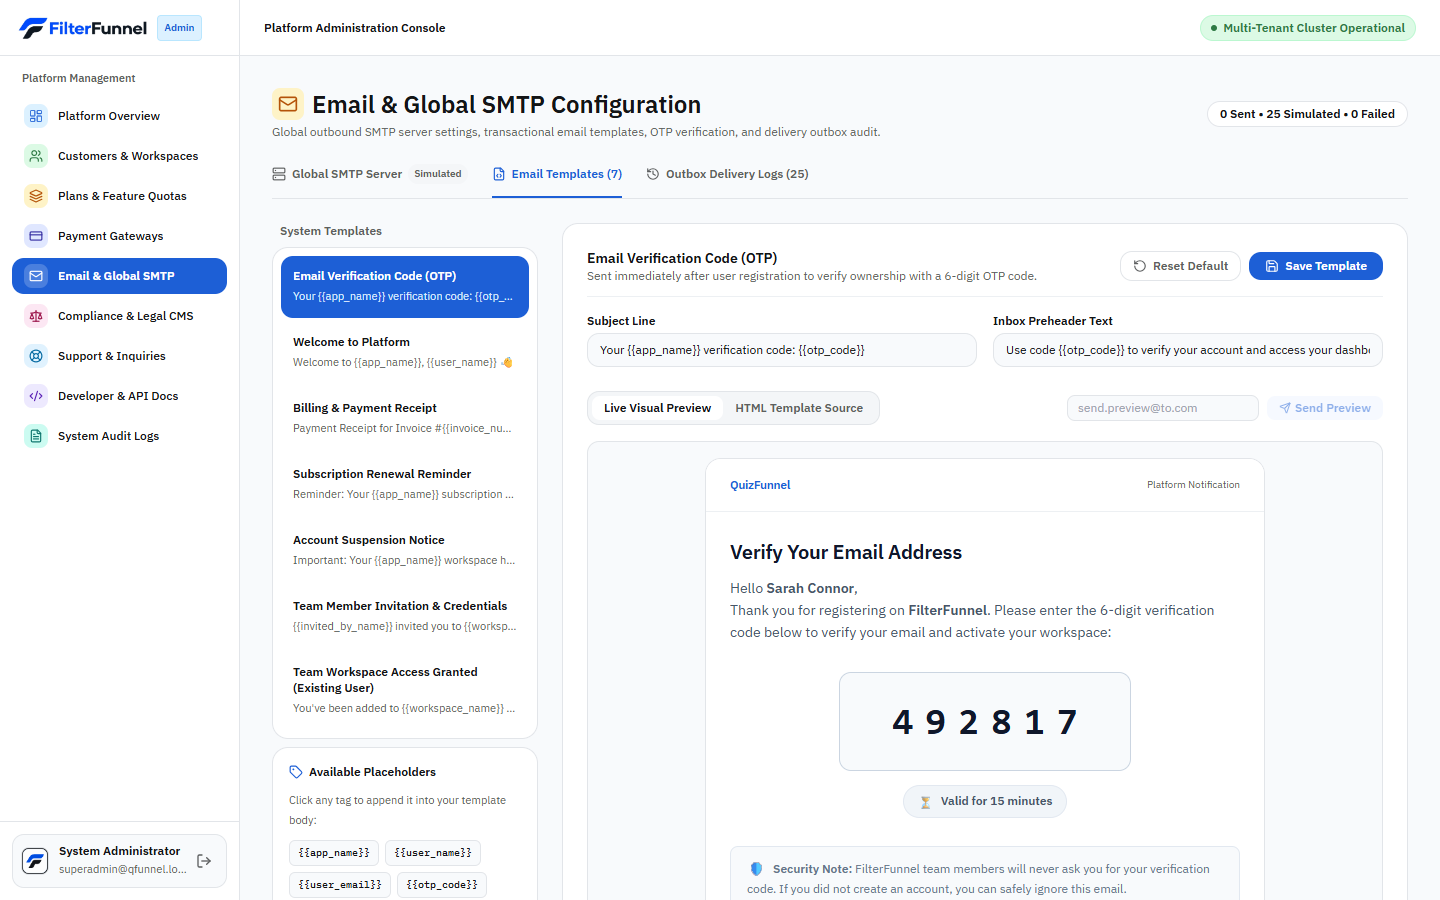 FilterFunnel
Admin
Platform Administration Console
Multi-Tenant Cluster Operational
Platform Management
Platform Overview
Customers & Workspaces
Plans & Feature Quotas
Payment Gateways
Email & Global SMTP
Compliance & Legal CMS
Support & Inquiries
Developer & API Docs
System Audit Logs
System Administrator
superadmin@qfunnel.lo...
Email & Global SMTP Configuration
Global outbound SMTP server settings, transactional email templates, OTP verification, and delivery outbox audit.
0 Sent • 25 Simulated • 0 Failed
Global SMTP Server
Simulated
Email Templates (7)
Outbox Delivery Logs (25)
System Templates
Email Verification Code (OTP)
Your {{app_name}} verification code: {{otp_...
Welcome to Platform
Welcome to {{app_name}}, {{user_name}} 👋
Billing & Payment Receipt
Payment Receipt for Invoice #{{invoice_nu...
Subscription Renewal Reminder
Reminder: Your {{app_name}} subscription ...
Account Suspension Notice
Important: Your {{app_name}} workspace h...
Team Member Invitation & Credentials
{{invited_by_name}} invited you to {{worksp...
Team Workspace Access Granted
(Existing User)
You've been added to {{workspace_name}} ...
Available Placeholders
Click any tag to append it into your template
body:
{{app_name}} {{user_name}}
{{user_email}} {{otp_code}}
Email Verification Code (OTP)
Sent immediately after user registration to verify ownership with a 6-digit OTP code.
Reset Default
Save Template
Subject Line
Your {{app_name}} verification code: {{otp_code}}
Inbox Preheader Text
Use code {{otp_code}} to verify your account and access your dashb
Live Visual Preview
HTML Template Source
send.preview@to.com
Send Preview
QuizFunnel
Platform Notification
Verify Your Email Address
Hello Sarah Connor,
Thank you for registering on FilterFunnel. Please enter the 6-digit verification
code below to verify your email and activate your workspace:
492817
⏳ Valid for 15 minutes
🛡️ Security Note: FilterFunnel team members will never ask you for your verification
code. If you did not create an account, you can safely ignore this email.